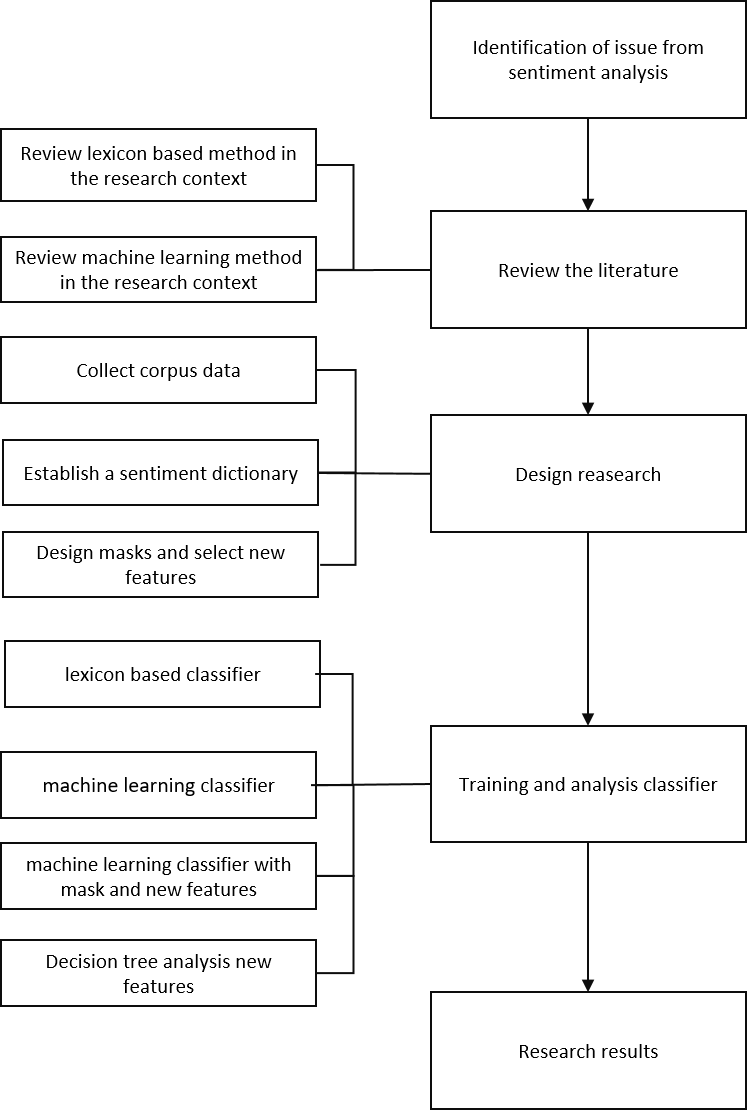 Identification of issue from
sentiment analysis
Review lexicon based method in
the research context
Review machine learning method
in the research context
Review the literature
Collect corpus data
Establish a sentiment dictionary
Design masks and select new
features
Design reasearch
lexicon based classifier
machine learning classifier
machine learning classifier with
mask and new features
Decision tree analysis new
features
Training and analysis classifier
Research results